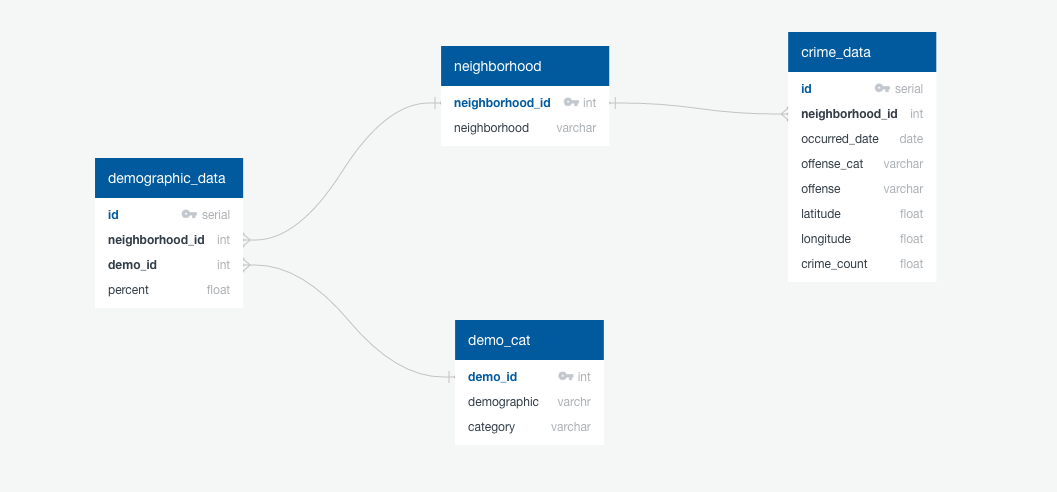 neighborhood
neighborhood_id int
neighborhood varchar
crime_data
id serial
neighborhood_id int
occurred_date date
offense_cat varchar
offense varchar
latitude float
longitude float
crime_count float
demographic_data
id serial
neighborhood_id int
demo_id int
percent float
demo_cat
demo_id int
demographic varchr
category varchar